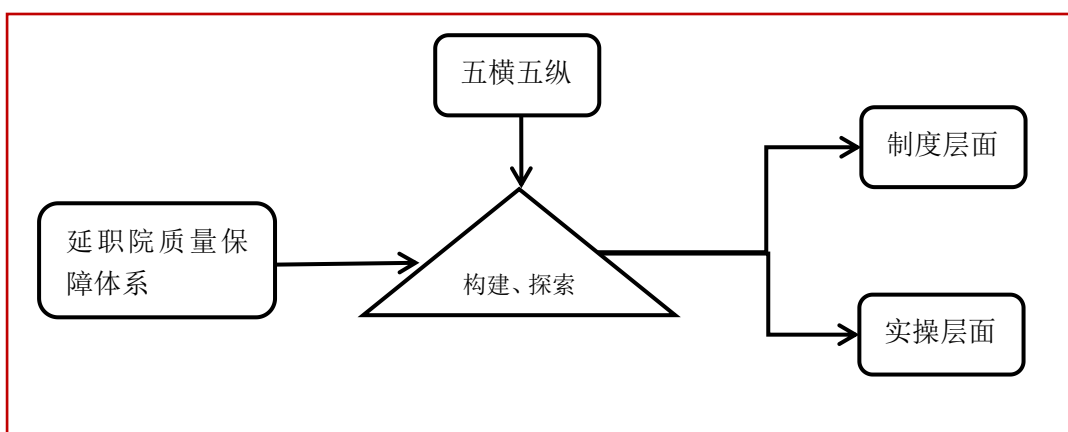 五横五纵
制度层面
延职院质量保
障体系
构建、探索
实操层面